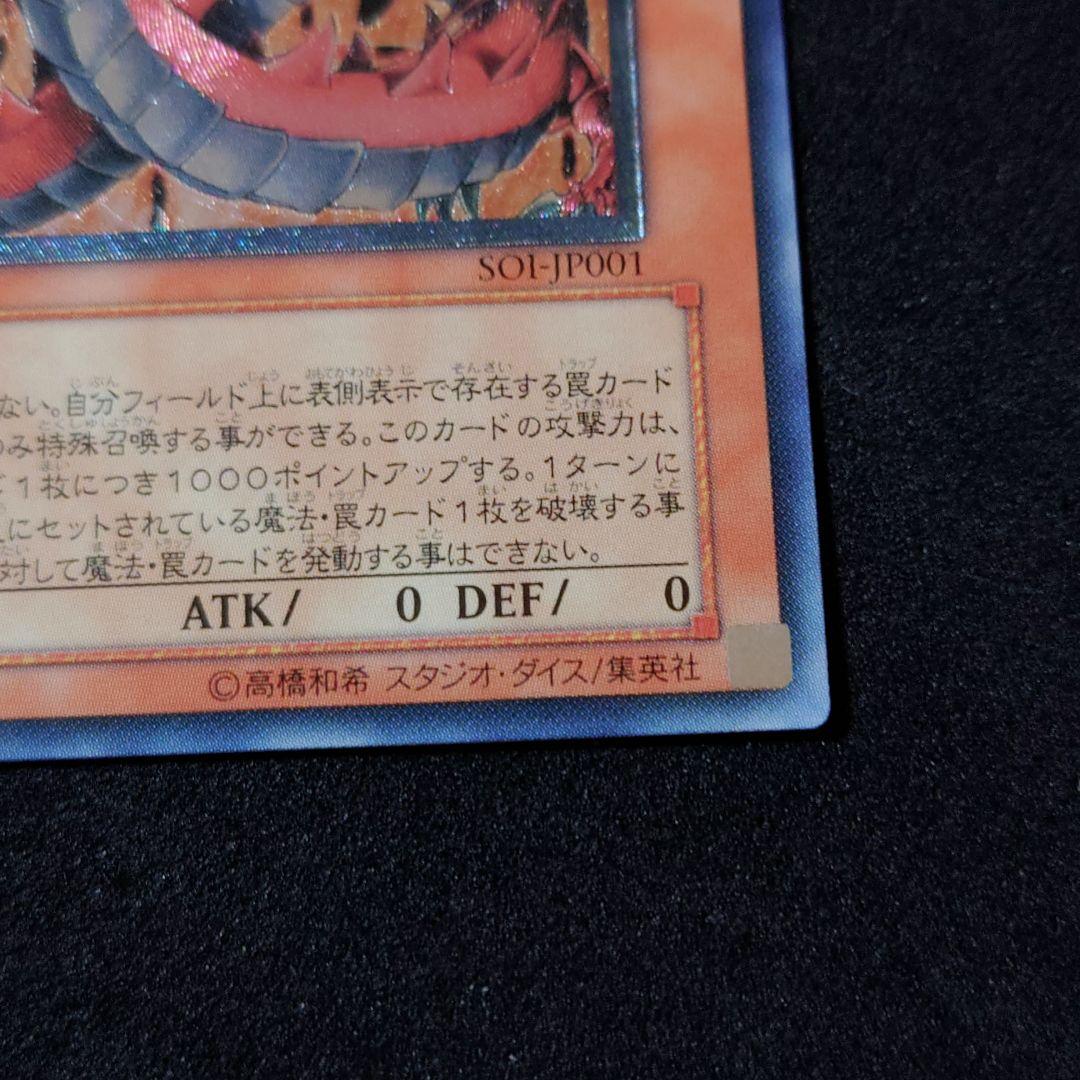 SOI-JP001
ない。自分フィールド上に表側表示で存在する罠カード
み特殊召喚する事ができる。このカードの攻撃力は、
1枚につき1000ポイントアップする。1ターンに
にセットされている魔法・罠カード1枚を破壊する事
対して魔法・罠カードを発動する事はできない。
ATK/ 0 DEF/ 0
©高橋和希 スタジオ・ダイス/集英社